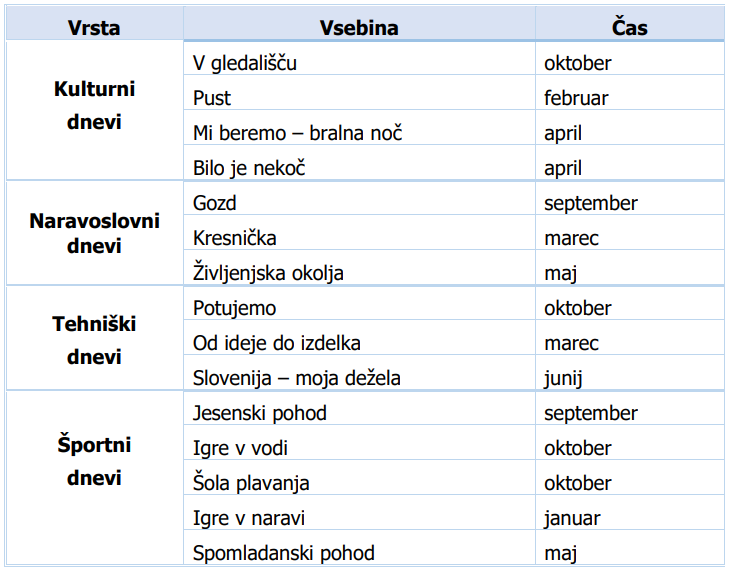 Vrsta Vsebina Čas
Kulturni dnevi
V gledališču oktober
Pust februar
Mi beremo – bralna noč april
Bilo je nekoč april
Naravoslovni dnevi
Gozd september
Kresnička marec
Življenjska okolja maj
Tehniški dnevi
Potujemo oktober
Od ideje do izdelka marec
Slovenija – moja dežela junij
Športni dnevi
Jesenski pohod september
Igre v vodi oktober
Šola plavanja oktober
Igre v naravi januar
Spomladanski pohod maj